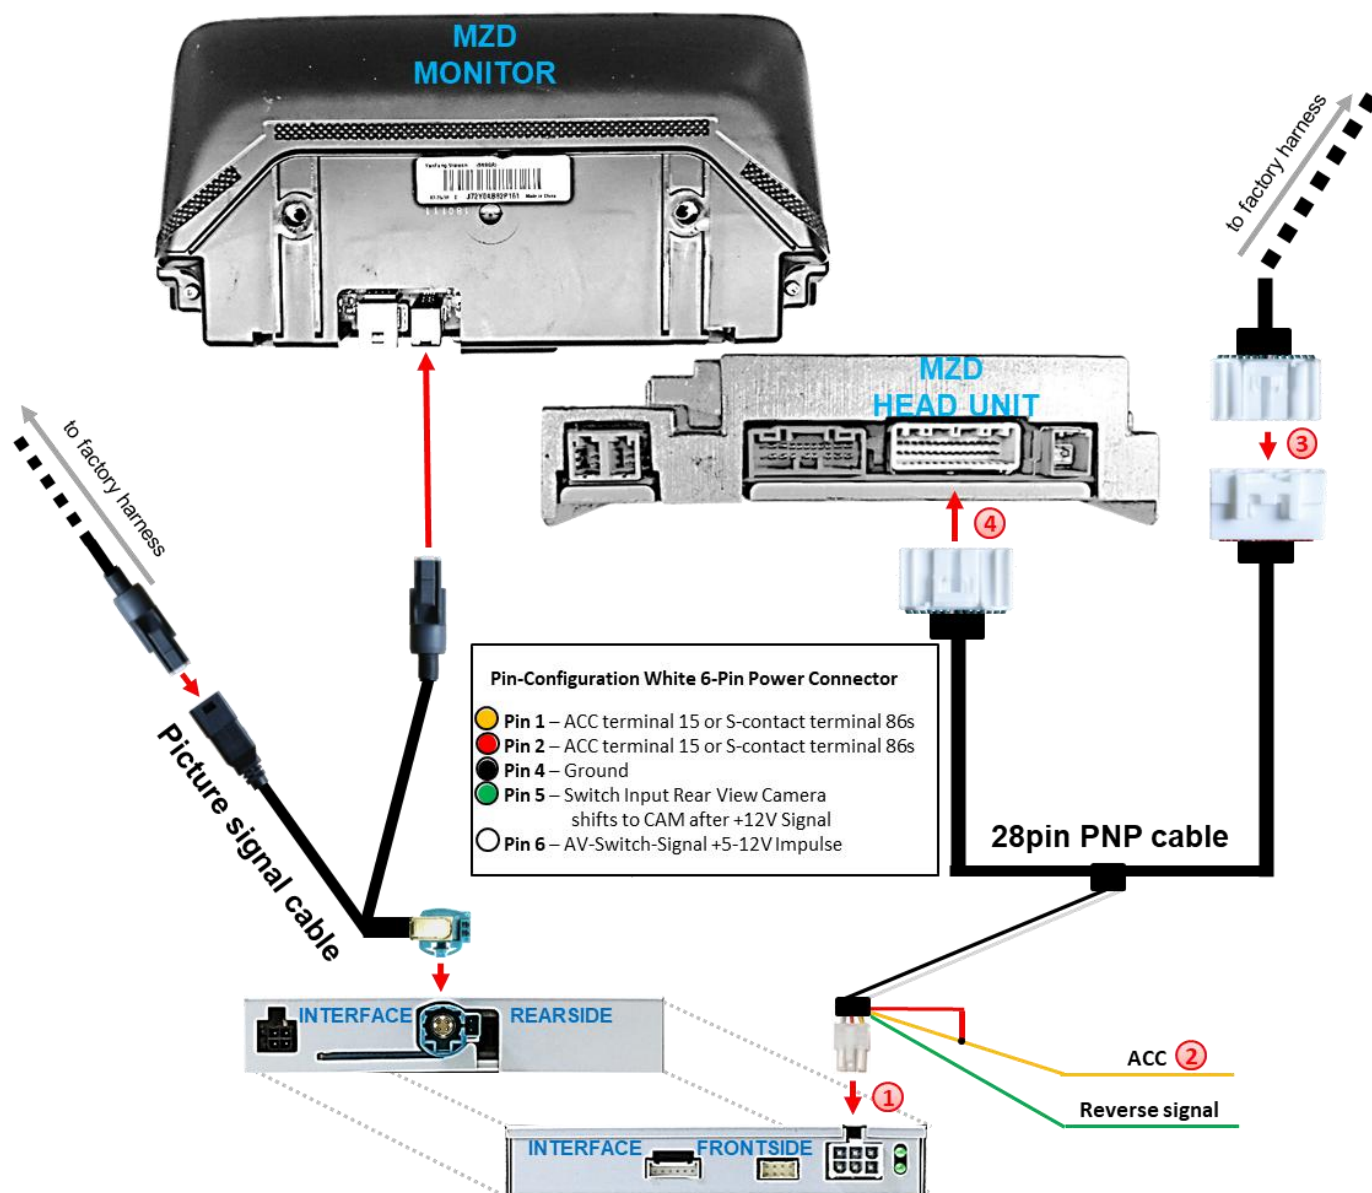 MZD
MONITOR
Made in China
180111
to factory harness
MZD
HEAD UNIT
3
4
to factory harness
Pin-Configuration White 6-Pin Power Connector
Pin 1 – ACC terminal 15 or S-contact terminal 86s
Pin 2 – ACC terminal 15 or S-contact terminal 86s
Pin 4 – Ground
Pin 5 – Switch Input Rear View Camera
shifts to CAM after +12V Signal
Pin 6 – AV-Switch-Signal +5-12V Impulse
Picture signal cable
28pin PNP cable
INTERFACE REARSIDE
ACC 2
1
Reverse signal
INTERFACE FRONTSIDE